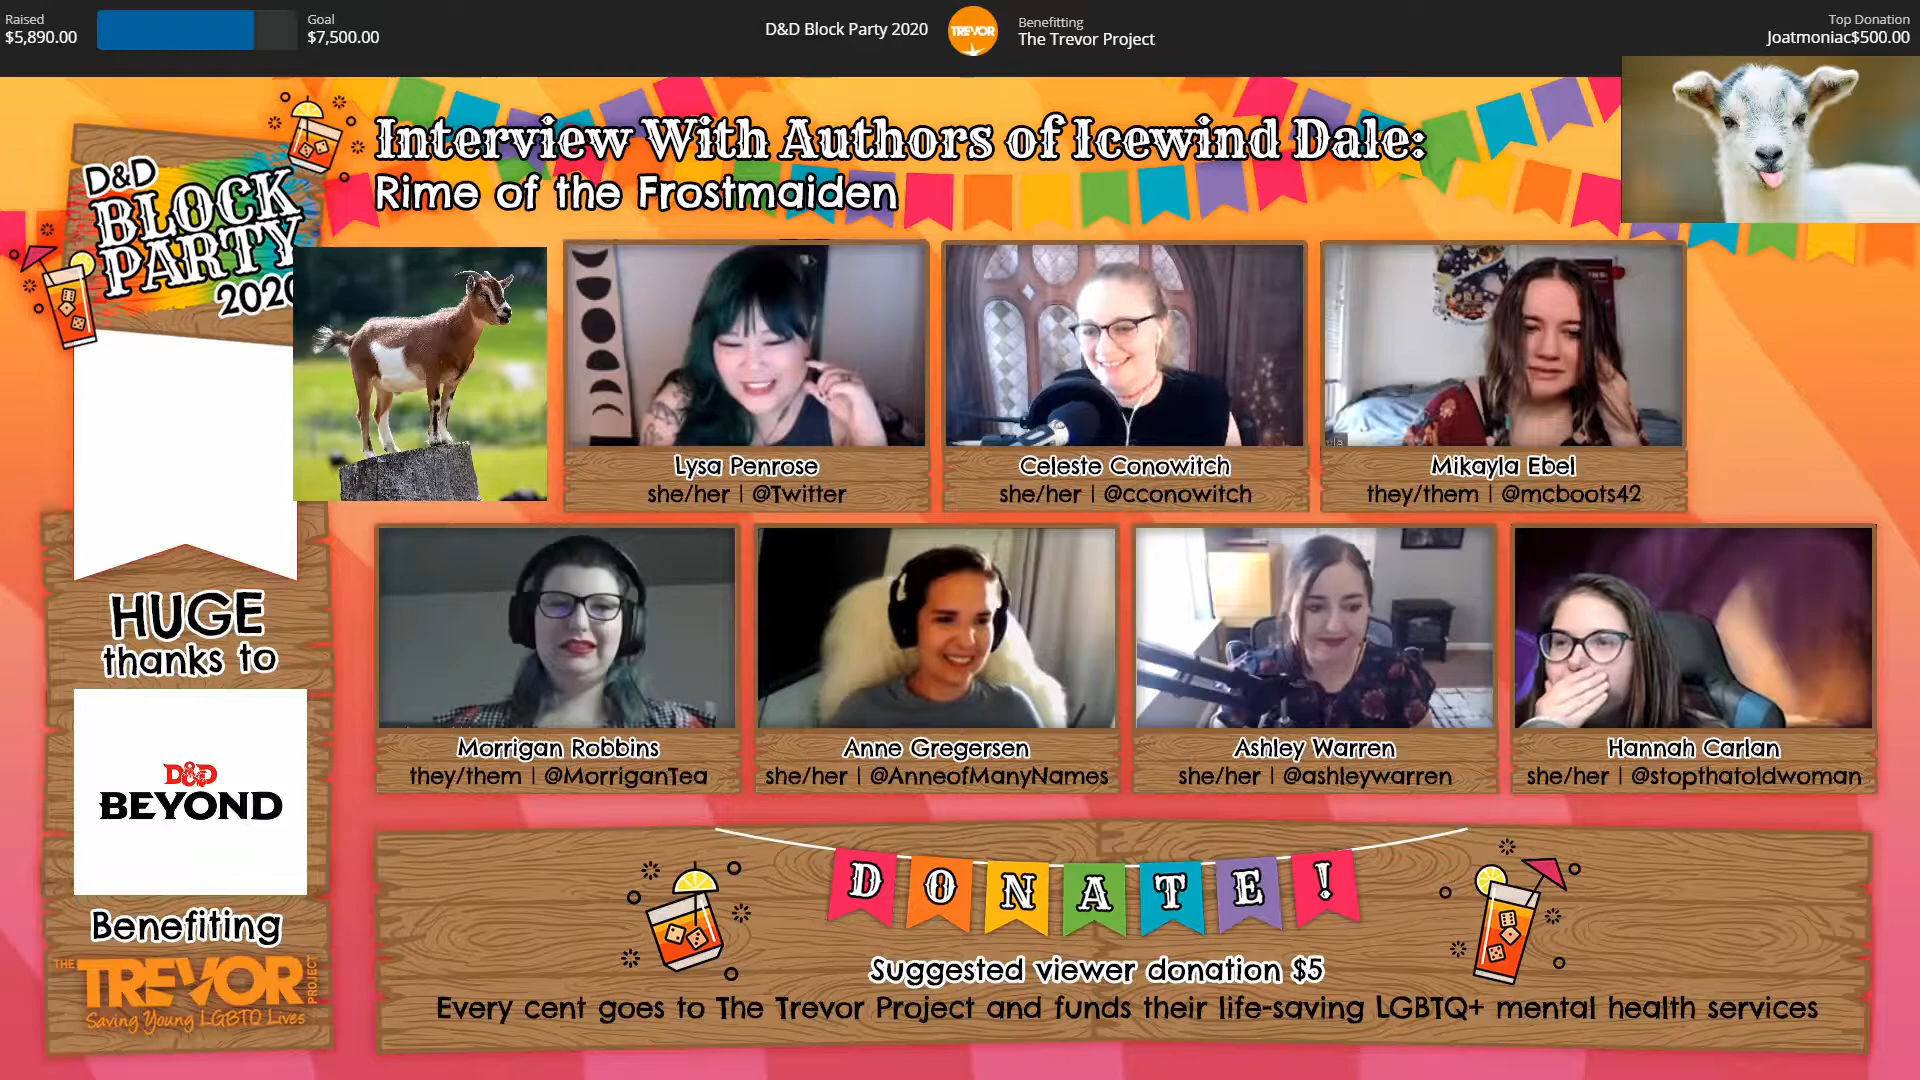 Raised
$5,890.00
Goal
$7,500.00
D&D Block Party 2020
TREVOR
Benefitting
The Trevor Project
Top Donation
Joatmoniac$500.00
D&D
BLOCK
PARTY
2020
Interview With Authors of Icewind Dale:
Rime of the Frostmaiden
Lysa Penrose
she/her | @Twitter
Celeste Conowitch
she/her | @cconowitch
Mikayla Ebel
they/them | @mcboots42
Morrigan Robbins
they/them | @MorriganTea
Anne Gregersen
she/her | @AnneofManyNames
Ashley Warren
she/her | @ashleywarren
Hannah Carlan
she/her | @stopthatoldwoman
HUGE
thanks to
D&D
BEYOND
Benefiting
THE TREVOR PROJECT
Saving Young LGBTQ Lives
DONATE!
Suggested viewer donation $5
Every cent goes to The Trevor Project and funds their life-saving LGBTQ+ mental health services